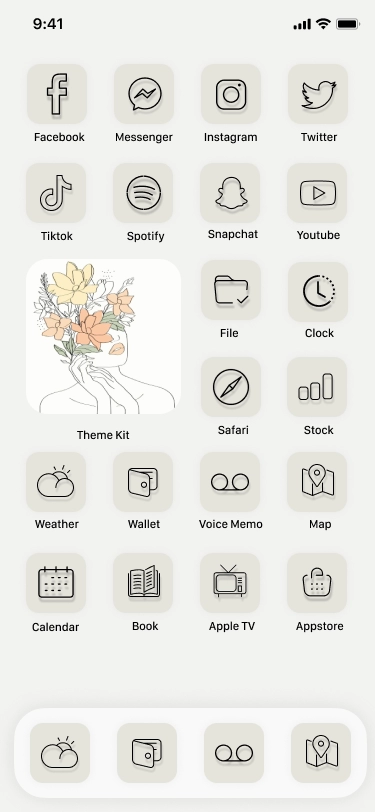 9:41
Facebook
Messenger
Instagram
Twitter
Tiktok
Spotify
Snapchat
Youtube
File
Clock
Safari
Stock
Theme Kit
Weather
Wallet
Voice Memo
Map
Calendar
Book
Apple TV
Appstore